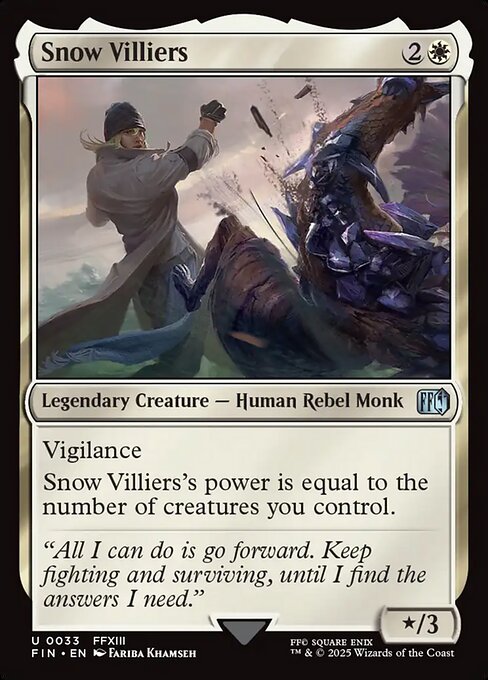 Snow Villiers 2
Legendary Creature — Human Rebel Monk FFXIII
Vigilance
Snow Villiers's power is equal to the
number of creatures you control.
“All I can do is go forward. Keep
fighting and surviving, until I find the
answers I need.”
★/3
U 0033 FFXIII
FIN • EN Fariba Khamseh
FF© SQUARE ENIX
™ & © 2025 Wizards of the Coast